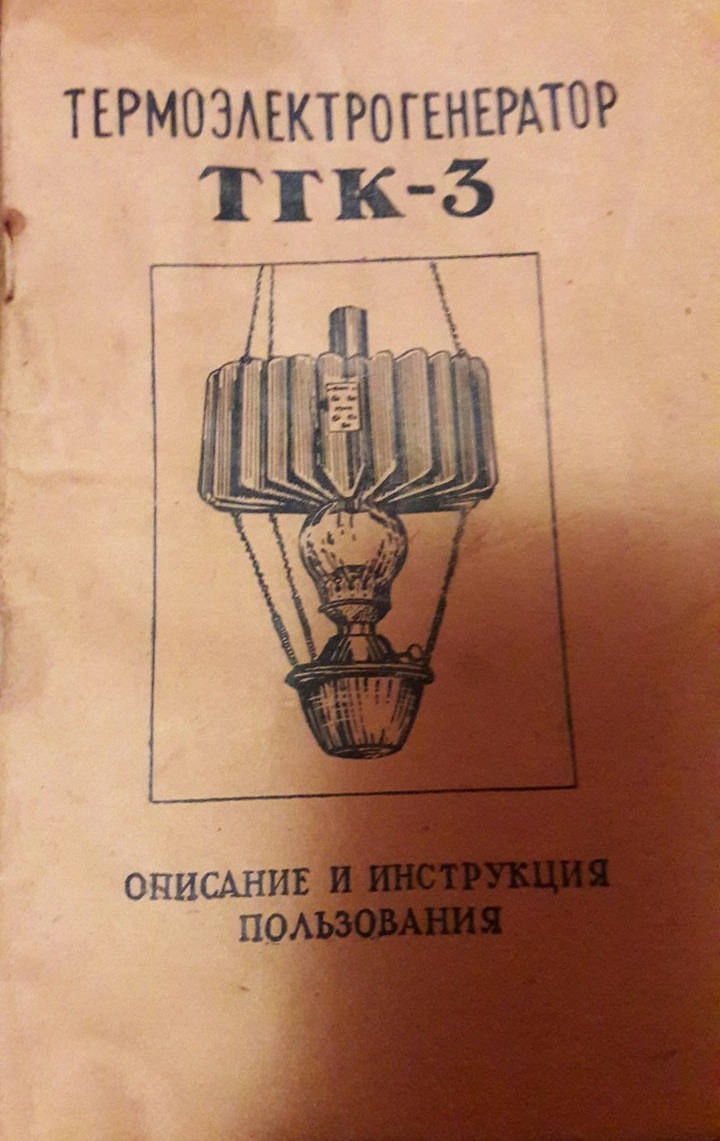 ТЕРМОЭЛЕКТРОГЕНЕРАТОР
ТГК-3
ОПИСАНИЕ И ИНСТРУКЦИЯ
ПОЛЬЗОВАНИЯ